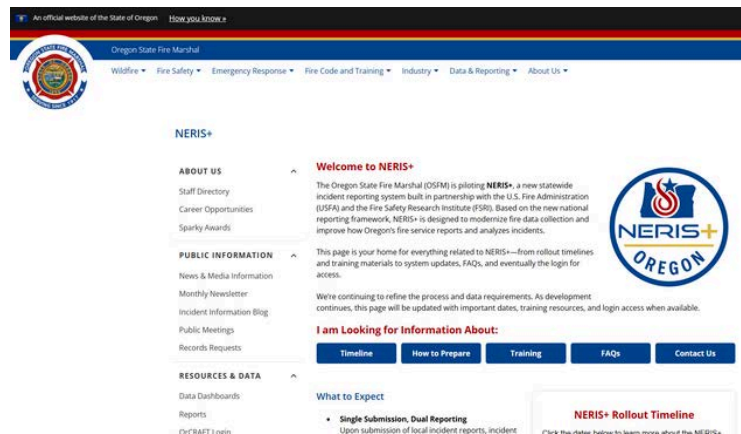 An official website of the State of Oregon How you know »
Oregon State Fire Marshal
Wildfire Fire Safety Emergency Response Fire Code and Training Industry Data & Reporting About Us
NERIS+
ABOUT US
Staff Directory
Career Opportunities
Sparky Awards
PUBLIC INFORMATION
News & Media Information
Monthly Newsletter
Incident Information Blog
Public Meetings
Records Requests
RESOURCES & DATA
Data Dashboards
Reports
OrCRAFT Login
Welcome to NERIS+
The Oregon State Fire Marshal (OSFM) is piloting NERIS+, a new statewide
incident reporting system built in partnership with the U.S. Fire Administration
(USFA) and the Fire Safety Research Institute (FSRI). Based on the new national
reporting framework, NERIS+ is designed to modernize fire data collection and
improve how Oregon's fire service reports and analyzes incidents.
This page is your home for everything related to NERIS+—from rollout timelines
and training materials to system updates, FAQs, and eventually the login for
access.
We're continuing to refine the process and data requirements. As development
continues, this page will be updated with important dates, training resources, and login access when available.
NERIS+
OREGON
I am Looking for Information About:
Timeline How to Prepare Training FAQs Contact Us
What to Expect
• Single Submission, Dual Reporting
Upon submission of local incident reports, incident
NERIS+ Rollout Timeline
Click the dates below to learn more about the NERIS+